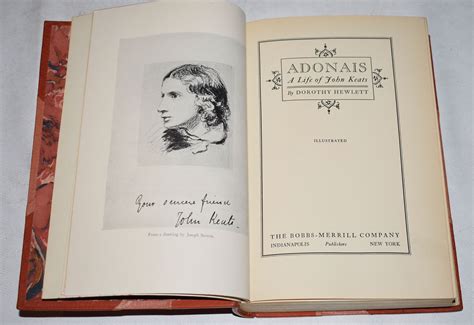 Your sincere friend
John Keats
From a drawing by Joseph Severn.
ADONAIS
A Life of John Keats
By DOROTHY HEWLETT
ILLUSTRATED
THE BOBBS-MERRILL COMPANY
INDIANAPOLIS Publishers NEW YORK